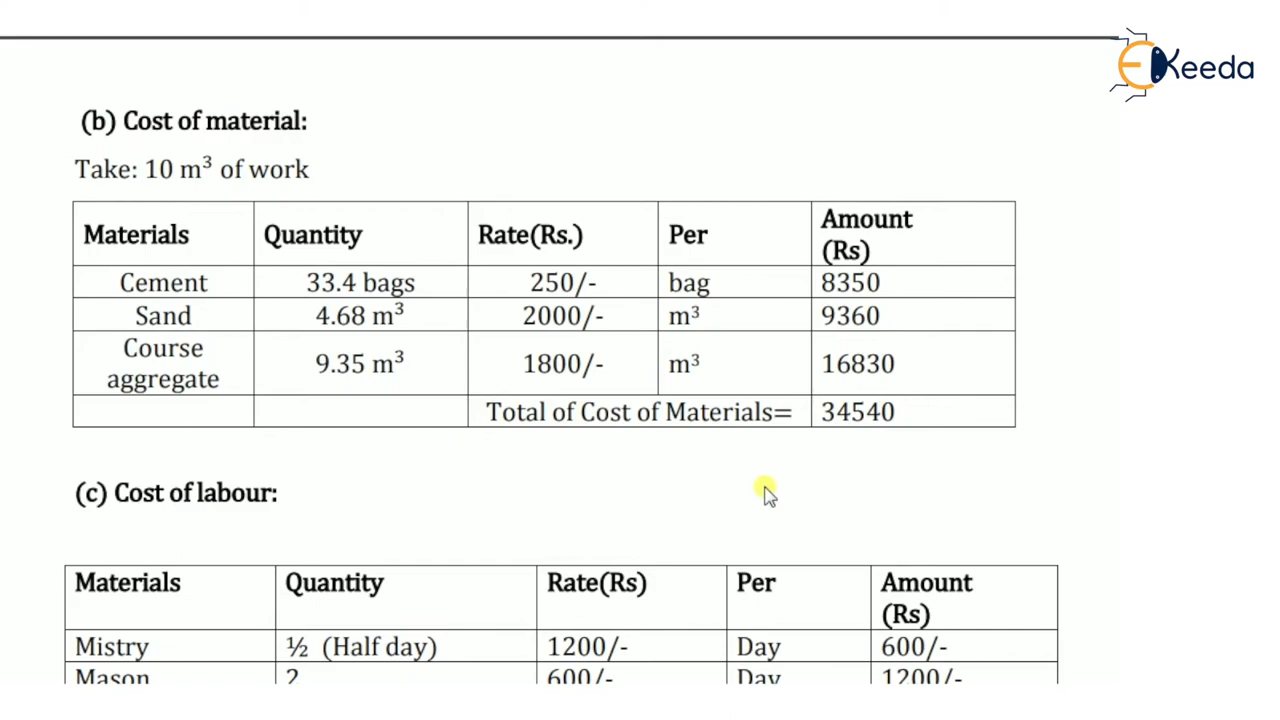 EKeeda
(b) Cost of material:
Take: 10 m³ of work
Materials Quantity Rate(Rs.) Per Amount (Rs)
Cement 33.4 bags 250/- bag 8350
Sand 4.68 m³ 2000/- m³ 9360
Course aggregate 9.35 m³ 1800/- m³ 16830
Total of Cost of Materials= 34540
(c) Cost of labour:
Materials Quantity Rate(Rs) Per Amount (Rs)
Mistry ½ (Half day) 1200/- Day 600/-
Mason 2 600/- Day 1200/-